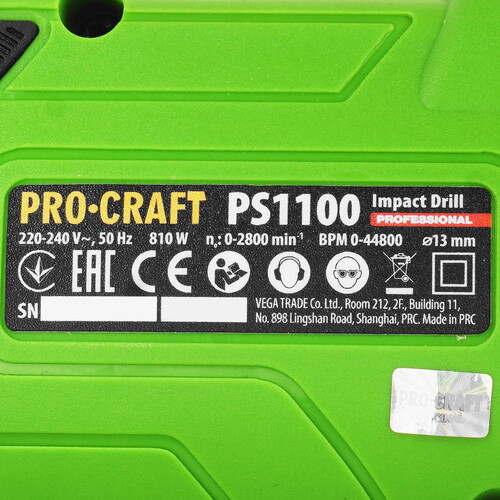 PRO·CRAFT PS1100 Impact Drill
PROFESSIONAL
220-240 V~, 50 Hz 810 W n₀: 0-2800 min⁻¹ BPM 0-44800 ⌀13 mm
EAC CE
SN
VEGA TRADE Co. Ltd., Room 212, 2F., Building 11,
No. 898 Lingshan Road, Shanghai, PRC. Made in PRC
PRO-CRAFT